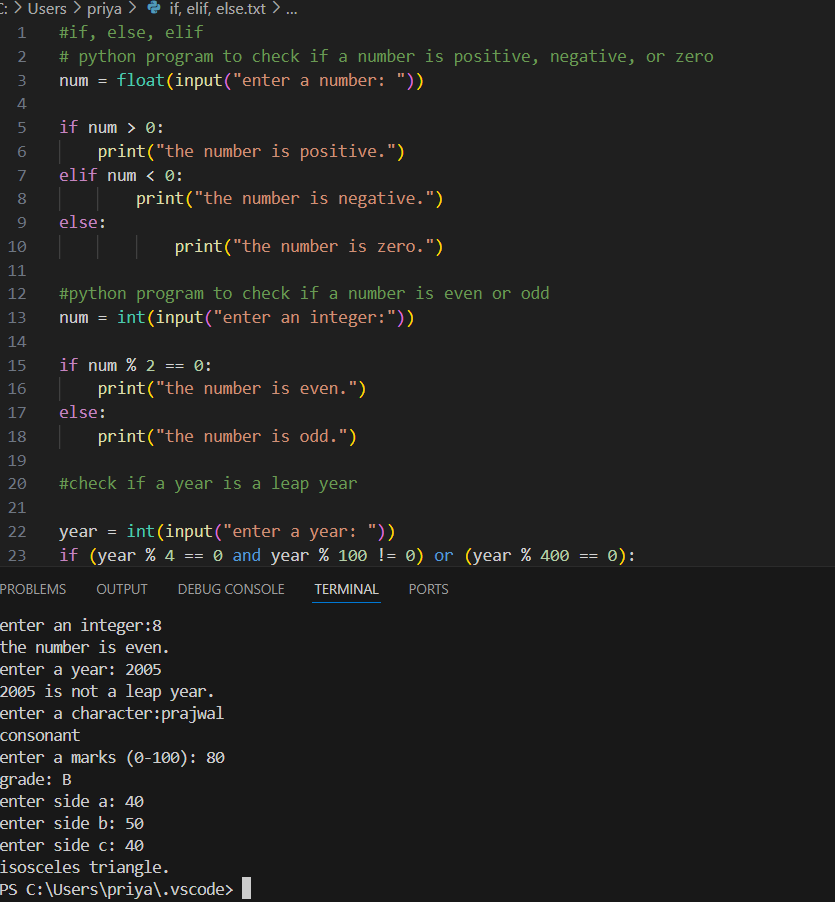 C: > Users > priya > if, elif, else.txt > ...
1 #if, else, elif
2 # python program to check if a number is positive, negative, or zero
3 num = float(input("enter a number: "))
4
5 if num > 0:
6     print("the number is positive.")
7 elif num < 0:
8         print("the number is negative.")
9 else:
10             print("the number is zero.")
11
12 #python program to check if a number is even or odd
13 num = int(input("enter an integer:"))
14
15 if num % 2 == 0:
16     print("the number is even.")
17 else:
18     print("the number is odd.")
19
20 #check if a year is a leap year
21
22 year = int(input("enter a year: "))
23 if (year % 4 == 0 and year % 100 != 0) or (year % 400 == 0):
PROBLEMS OUTPUT DEBUG CONSOLE TERMINAL PORTS
enter an integer:8
the number is even.
enter a year: 2005
2005 is not a leap year.
enter a character:prajwal
consonant
enter a marks (0-100): 80
grade: B
enter side a: 40
enter side b: 50
enter side c: 40
isosceles triangle.
PS C:\Users\priya\.vscode>